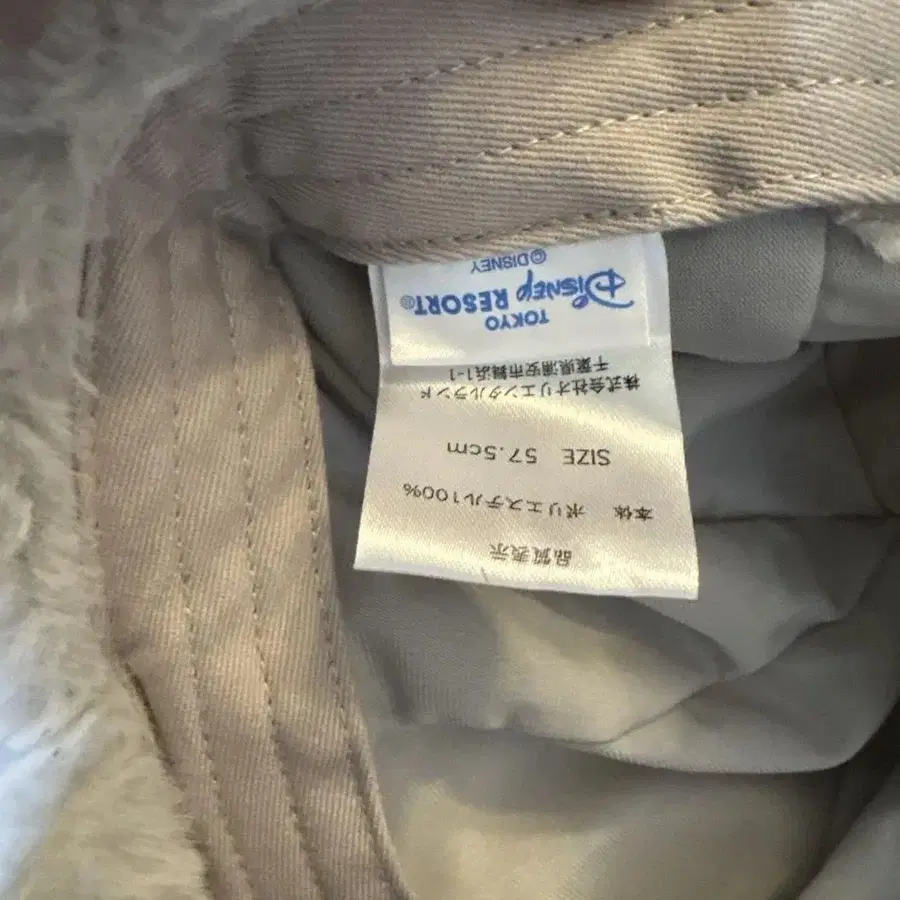 品質表示
本体 ポリエステル100%
SIZE 57.5cm
株式会社オリエンタルランド
千葉県浦安市舞浜1-1
TOKYO
Disney RESORT®
©DISNEY